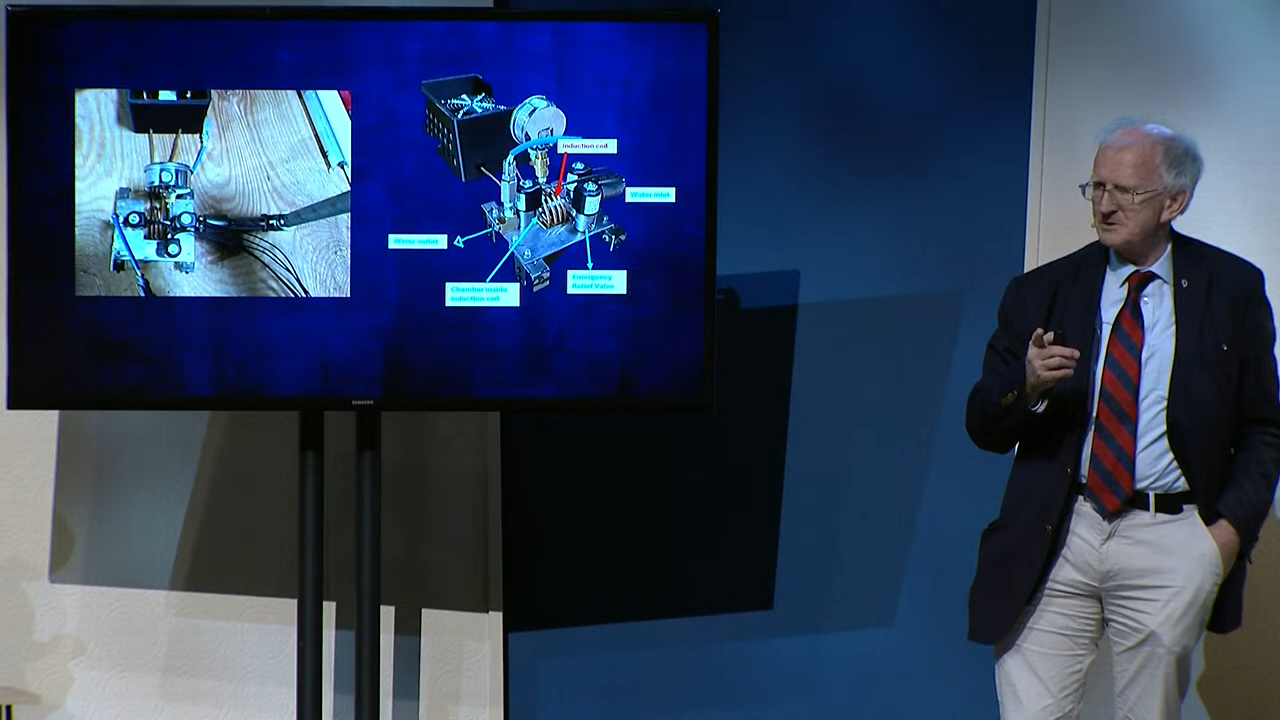 Induction coil
Water inlet
Water outlet
Emergency
Relief Valve
Chamber inside
induction coil
SAMSUNG